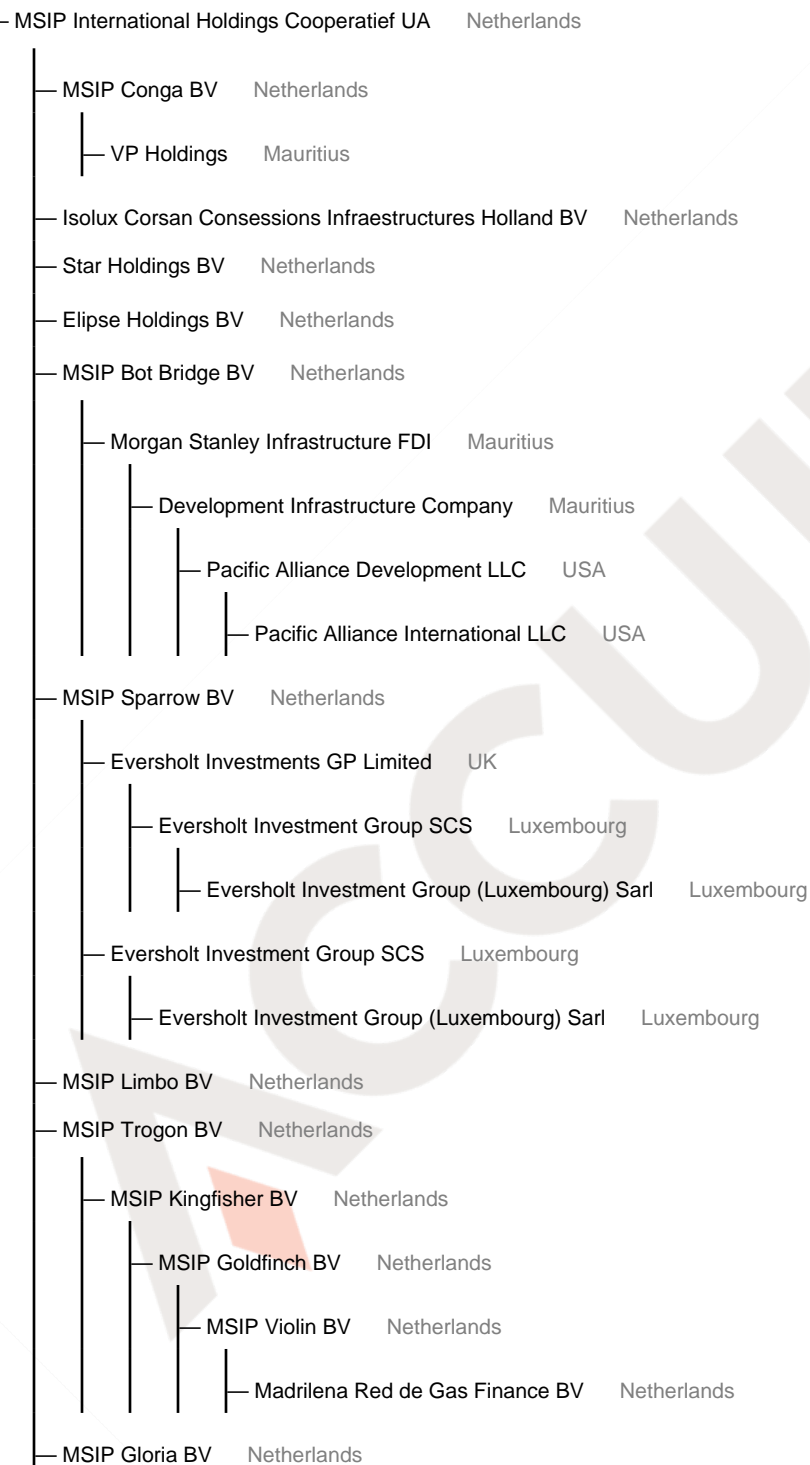 MSIP International Holdings Cooperatief UA Netherlands
MSIP Conga BV Netherlands
VP Holdings Mauritius
Isolux Corsan Consessions Infraestructures Holland BV Netherlands
Star Holdings BV Netherlands
Elipse Holdings BV Netherlands
MSIP Bot Bridge BV Netherlands
Morgan Stanley Infrastructure FDI Mauritius
Development Infrastructure Company Mauritius
Pacific Alliance Development LLC USA
Pacific Alliance International LLC USA
MSIP Sparrow BV Netherlands
Eversholt Investments GP Limited UK
Eversholt Investment Group SCS Luxembourg
Eversholt Investment Group (Luxembourg) Sarl Luxembourg
Eversholt Investment Group SCS Luxembourg
Eversholt Investment Group (Luxembourg) Sarl Luxembourg
MSIP Limbo BV Netherlands
MSIP Trogon BV Netherlands
MSIP Kingfisher BV Netherlands
MSIP Goldfinch BV Netherlands
MSIP Violin BV Netherlands
Madrilena Red de Gas Finance BV Netherlands
MSIP Gloria BV Netherlands